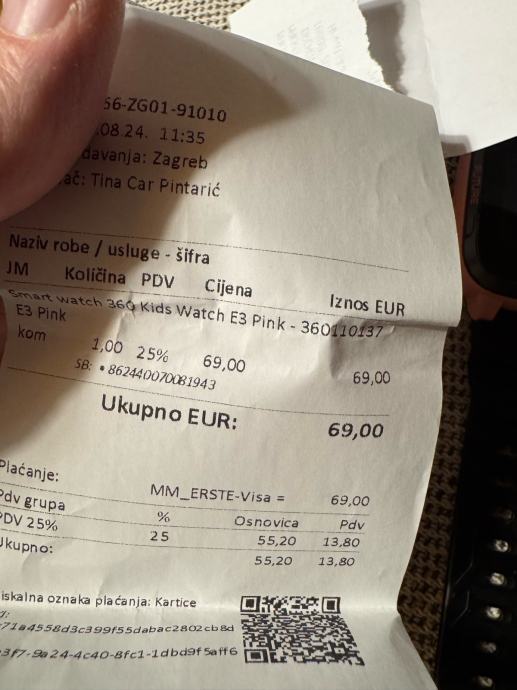 56-ZG01-91010
.08.24. 11:35
davanja: Zagreb
ač: Tina Car Pintarić
Naziv robe / usluge - šifra
JM Količina PDV Cijena Iznos EUR
Smart watch 360 Kids Watch E3 Pink - 360110137
E3 Pink
kom 1,00 25% 69,00 69,00
SB: • 862440070081943
Ukupno EUR: 69,00
Plaćanje:
MM_ERSTE-Visa = 69,00
Pdv grupa % Osnovica Pdv
PDV 25% 25 55,20 13,80
Ukupno: 55,20 13,80
iskalna oznaka plaćanja: Kartice
71a4558d3c399f55dabac2802cb8d
3f7-9a24-4c40-8fc1-1dbd9f5aff6